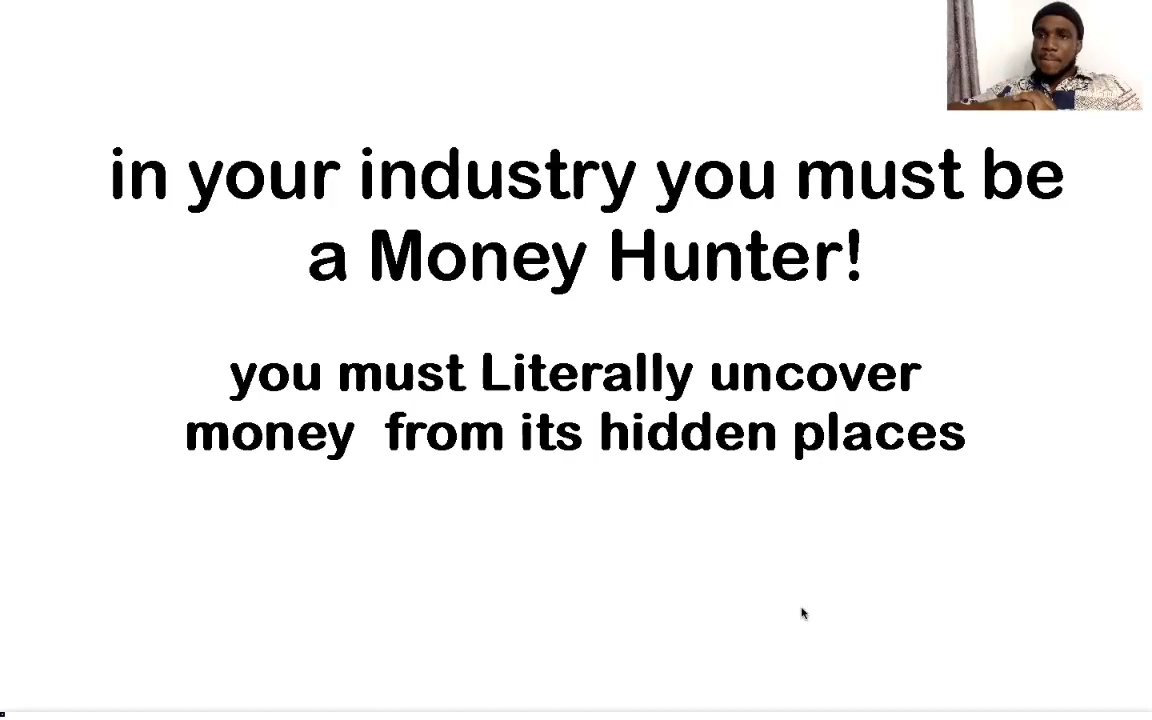 in your industry you must be
a Money Hunter!
you must Literally uncover
money from its hidden places